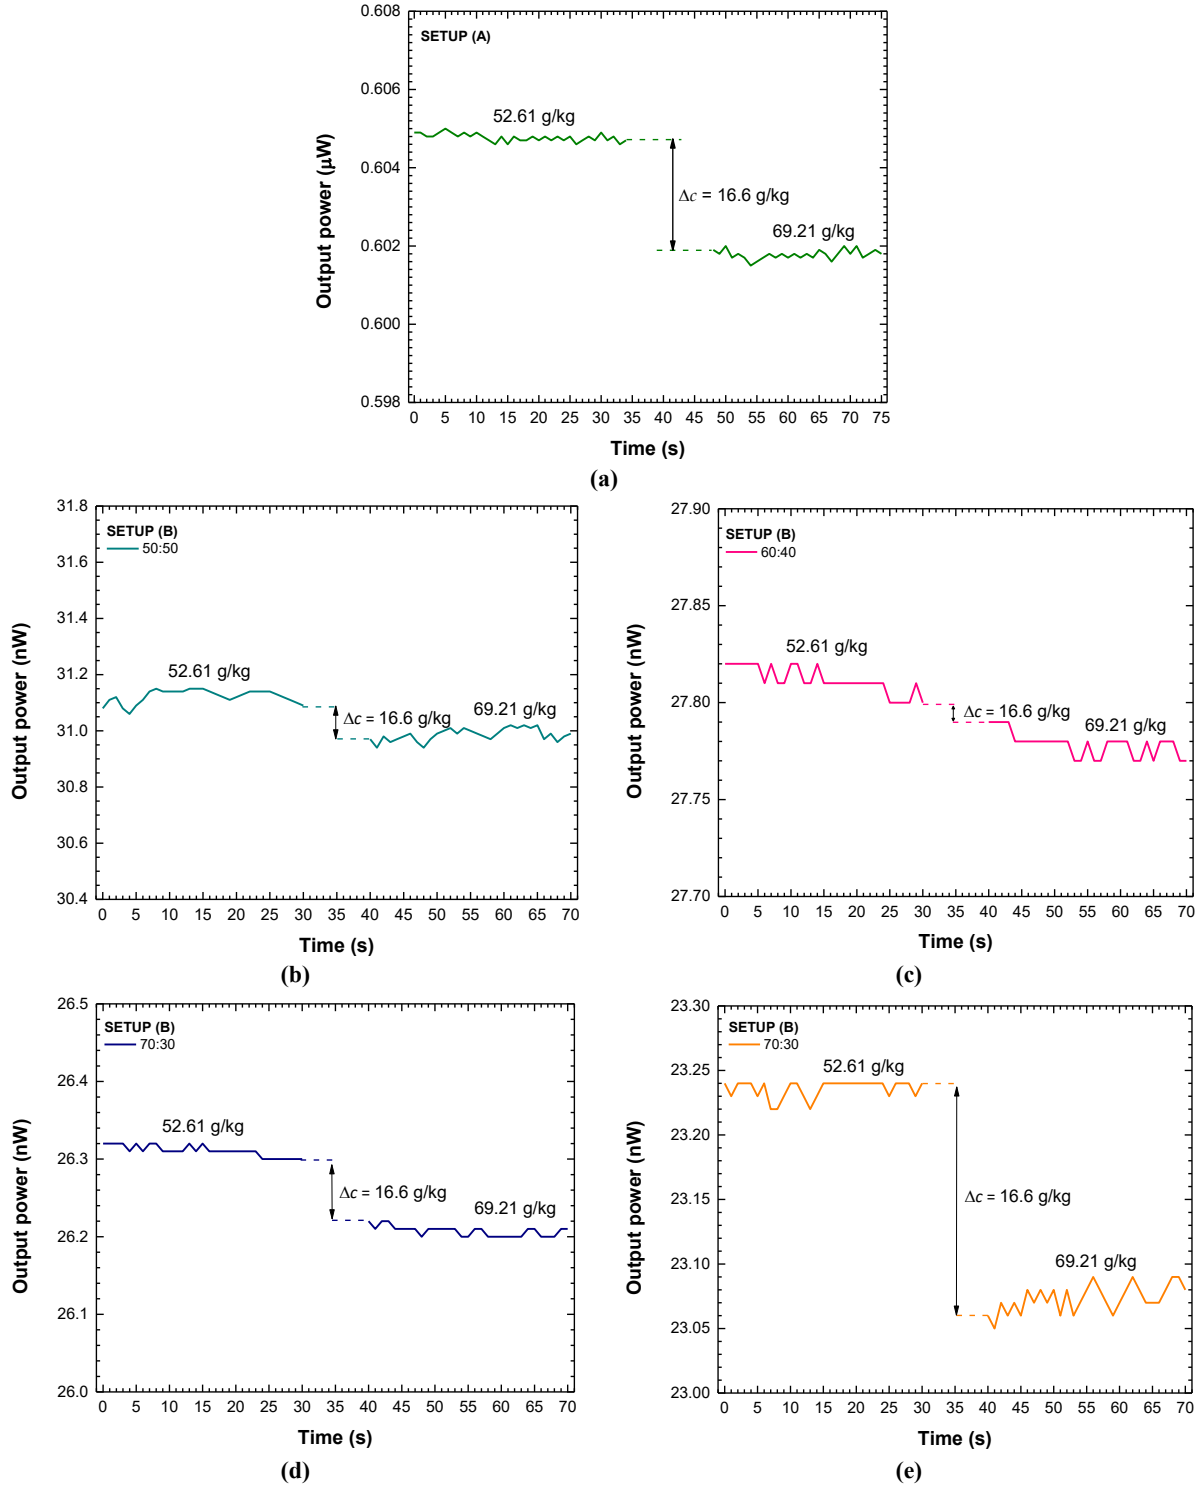 SETUP (A)
52.61 g/kg
Δc = 16.6 g/kg
69.21 g/kg
0.608
0.606
0.604
0.602
0.600
0.598
Output power (µW)
0 5 10 15 20 25 30 35 40 45 50 55 60 65 70 75
Time (s)
(a)
SETUP (B)
50:50
52.61 g/kg
Δc = 16.6 g/kg
69.21 g/kg
31.8
31.6
31.4
31.2
31.0
30.8
30.6
30.4
Output power (nW)
0 5 10 15 20 25 30 35 40 45 50 55 60 65 70
Time (s)
(b)
SETUP (B)
60:40
52.61 g/kg
Δc = 16.6 g/kg
69.21 g/kg
27.90
27.85
27.80
27.75
27.70
Output power (nW)
0 5 10 15 20 25 30 35 40 45 50 55 60 65 70
Time (s)
(c)
SETUP (B)
70:30
52.61 g/kg
Δc = 16.6 g/kg
69.21 g/kg
26.5
26.4
26.3
26.2
26.1
26.0
Output power (nW)
0 5 10 15 20 25 30 35 40 45 50 55 60 65 70
Time (s)
(d)
SETUP (B)
70:30
52.61 g/kg
Δc = 16.6 g/kg
69.21 g/kg
23.30
23.25
23.20
23.15
23.10
23.05
23.00
Output power (nW)
0 5 10 15 20 25 30 35 40 45 50 55 60 65 70
Time (s)
(e)